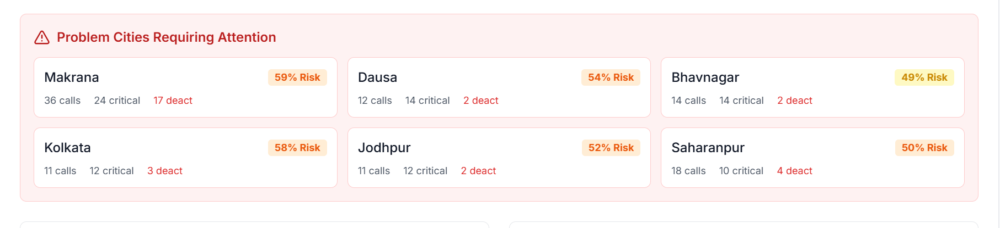 Problem Cities Requiring Attention
Makrana
59% Risk
36 calls 24 critical 17 deact
Dausa
54% Risk
12 calls 14 critical 2 deact
Bhavnagar
49% Risk
14 calls 14 critical 2 deact
Kolkata
58% Risk
11 calls 12 critical 3 deact
Jodhpur
52% Risk
11 calls 12 critical 2 deact
Saharanpur
50% Risk
18 calls 10 critical 4 deact